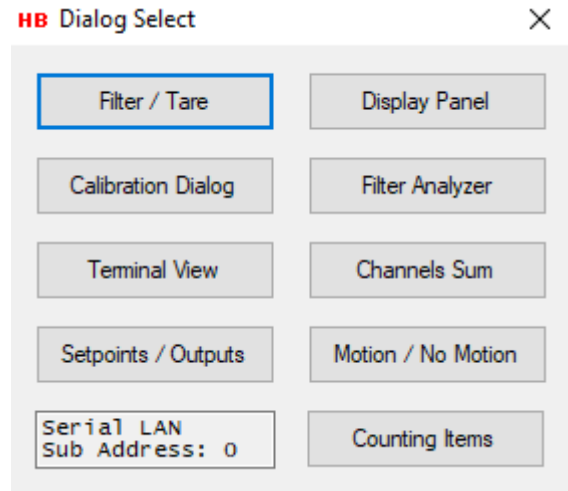 HB Dialog Select
Filter / Tare
Display Panel
Calibration Dialog
Filter Analyzer
Terminal View
Channels Sum
Setpoints / Outputs
Motion / No Motion
Serial LAN
Sub Address: 0
Counting Items